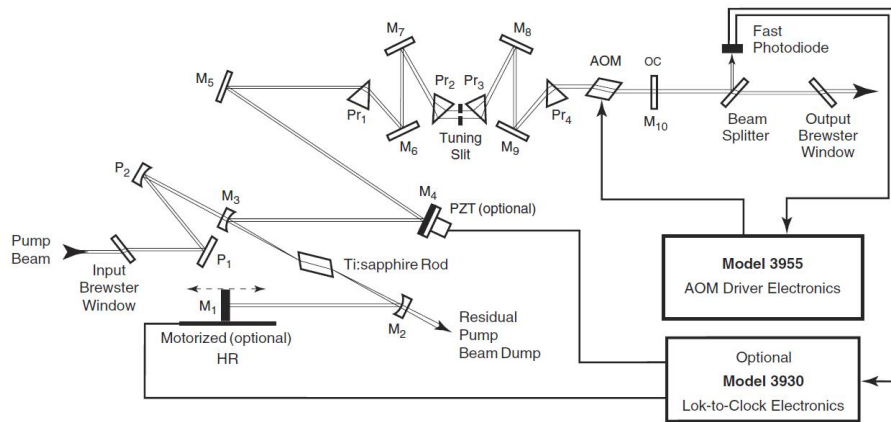 M7
M8
Fast
Photodiode
AOM
OC
M5
Pr2
Pr3
Pr1
Pr4
M6
Tuning
Slit
M9
M10
Beam
Splitter
Output
Brewster
Window
P2
M3
M4
PZT (optional)
Pump
Beam
P1
Input
Brewster
Window
Ti:sapphire Rod
M1
M2
Motorized (optional)
HR
Residual
Pump
Beam Dump
Model 3955
AOM Driver Electronics
Optional
Model 3930
Lok-to-Clock Electronics